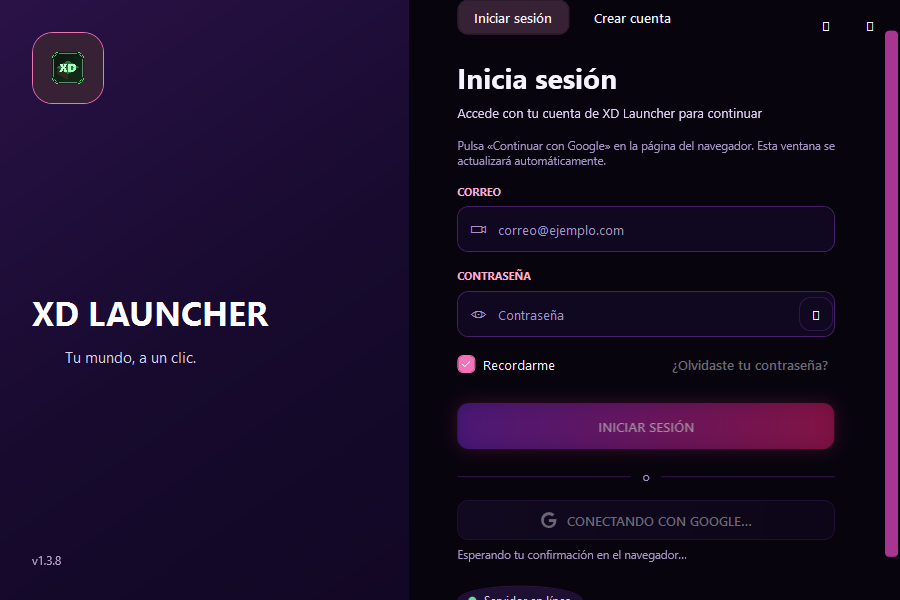 XD
XD LAUNCHER
Tu mundo, a un clic.
v1.3.8
Iniciar sesión
Crear cuenta
Inicia sesión
Accede con tu cuenta de XD Launcher para continuar
Pulsa «Continuar con Google» en la página del navegador. Esta ventana se
actualizará automáticamente.
CORREO
correo@ejemplo.com
CONTRASEÑA
Contraseña
Recordarme
¿Olvidaste tu contraseña?
INICIAR SESIÓN
o
G CONECTANDO CON GOOGLE...
Esperando tu confirmación en el navegador...
Servidor en línea